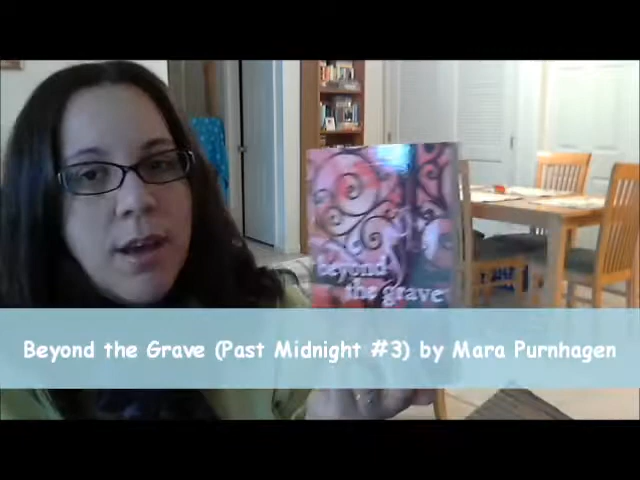 beyond
the grave
Beyond the Grave (Past Midnight #3) by Mara Purnhagen